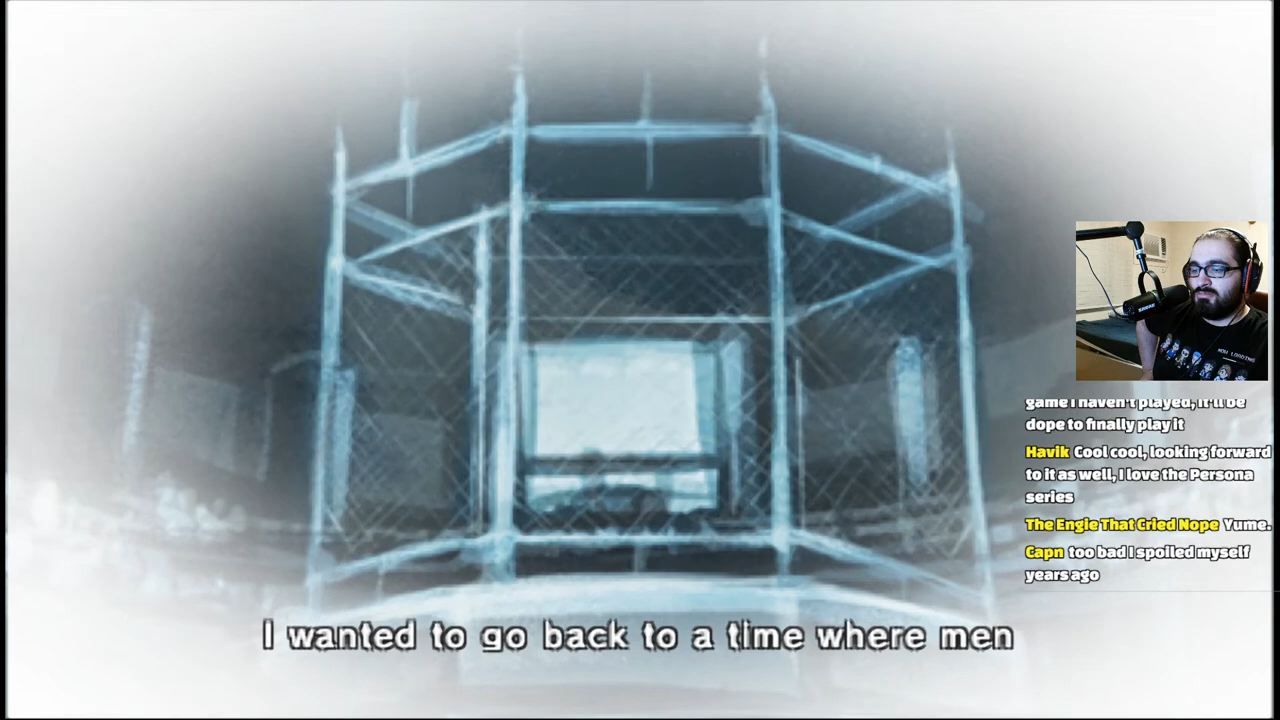 game I haven't played, it'll be
dope to finally play it
Havik Cool cool, looking forward
to it as well, I love the Persona
series
The Engie That Cried Nope Yume.
Capn too bad I spoiled myself
years ago
I wanted to go back to a time where men